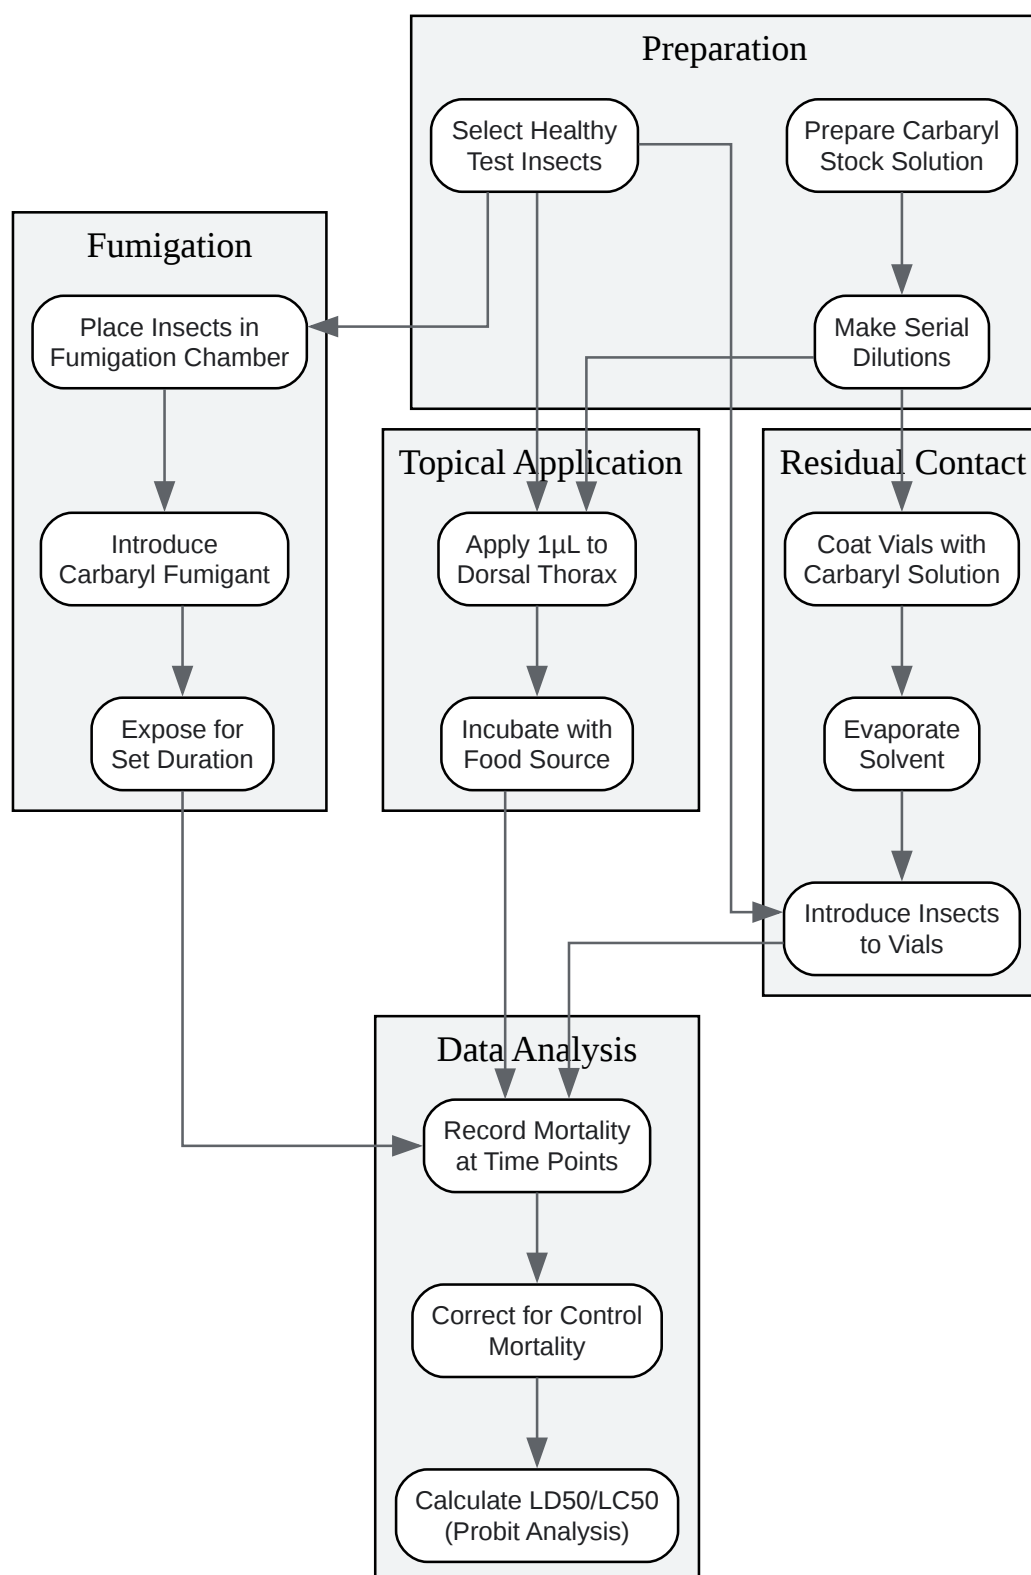 Preparation
Select Healthy
Test Insects
Prepare Carbaryl
Stock Solution
Make Serial
Dilutions
Fumigation
Place Insects in
Fumigation Chamber
Introduce
Carbaryl Fumigant
Expose for
Set Duration
Topical Application
Apply 1µL to
Dorsal Thorax
Incubate with
Food Source
Residual Contact
Coat Vials with
Carbaryl Solution
Evaporate
Solvent
Introduce Insects
to Vials
Data Analysis
Record Mortality
at Time Points
Correct for Control
Mortality
Calculate LD50/LC50
(Probit Analysis)